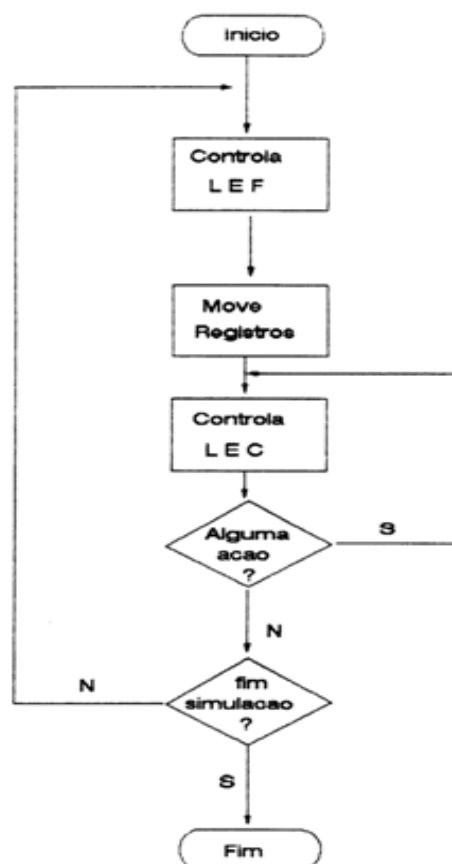 Inicio
Controla
L E F
Move
Registros
Controla
L E C
Alguma
acao
?
S
N
fim
simulacao
?
N
S
Fim